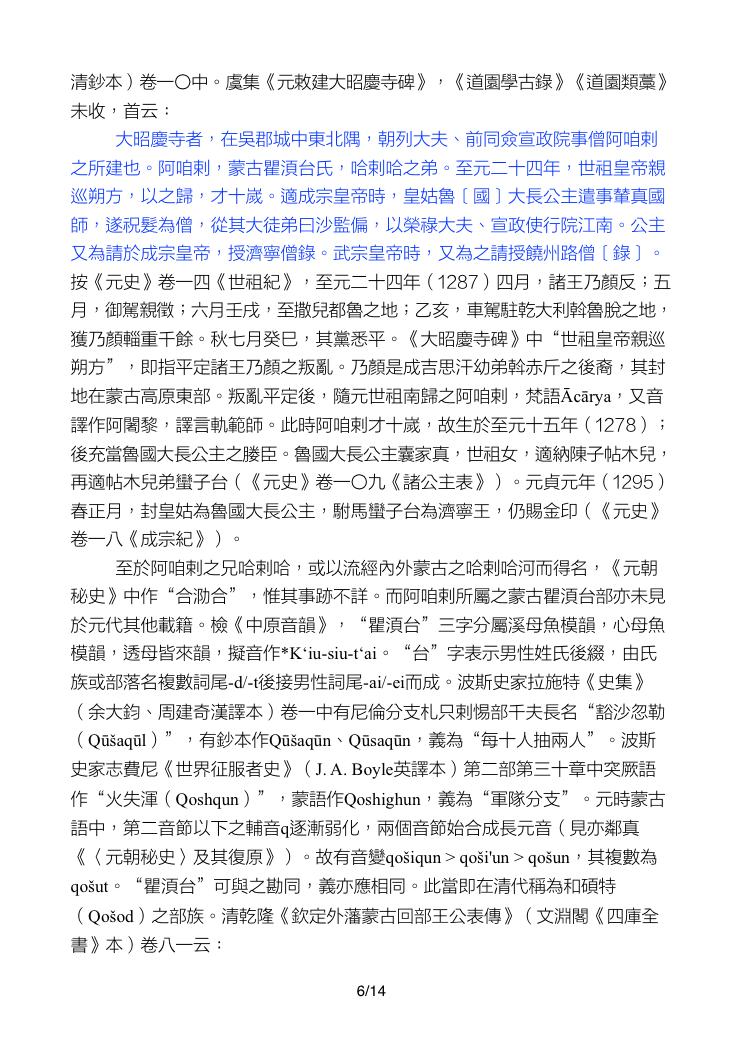 清鈔本）卷一〇中。虞集《元敕建大昭慶寺碑》，《道園學古錄》《道園類藁》
未收，首云：
大昭慶寺者，在吳郡城中東北隅，朝列大夫、前同僉宣政院事僧阿咱剌
之所建也。阿咱剌，蒙古瞿湏台氏，哈剌哈之弟。至元二十四年，世祖皇帝親
巡朔方，以之歸，才十嵗。適成宗皇帝時，皇姑魯［國］大長公主遣事輦真國
師，遂祝髮為僧，從其大徒弟曰沙監偏，以榮祿大夫、宣政使行院江南。公主
又為請於成宗皇帝，授濟寧僧錄。武宗皇帝時，又為之請授饒州路僧［錄］。
按《元史》卷一四《世祖紀》，至元二十四年（1287）四月，諸王乃顏反；五
月，御駕親徵；六月壬戌，至撒兒都魯之地；乙亥，車駕駐乾大利斡魯脫之地，
獲乃顏輜重千餘。秋七月癸巳，其黨悉平。《大昭慶寺碑》中“世祖皇帝親巡
朔方”，即指平定諸王乃顏之叛亂。乃顏是成吉思汗幼弟斡赤斤之後裔，其封
地在蒙古高原東部。叛亂平定後，隨元世祖南歸之阿咱剌，梵語Ācārya，又音
譯作阿闍黎，譯言軌範師。此時阿咱剌才十嵗，故生於至元十五年（1278）；
後充當魯國大長公主之媵臣。魯國大長公主囊家真，世祖女，適納陳子帖木兒，
再適帖木兒弟蠻子台（《元史》卷一〇九《諸公主表》）。元貞元年（1295）
春正月，封皇姑為魯國大長公主，駙馬蠻子台為濟寧王，仍賜金印（《元史》
卷一八《成宗紀》）。
至於阿咱剌之兄哈剌哈，或以流經內外蒙古之哈剌哈河而得名，《元朝
秘史》中作“合泐合”，惟其事跡不詳。而阿咱剌所屬之蒙古瞿湏台部亦未見
於元代其他載籍。檢《中原音韻》，“瞿湏台”三字分屬溪母魚模韻，心母魚
模韻，透母皆來韻，擬音作*K‘iu-siu-t‘ai。“台”字表示男性姓氏後綴，由氏
族或部落名複數詞尾-d/-t後接男性詞尾-ai/-ei而成。波斯史家拉施特《史集》
（余大鈞、周建奇漢譯本）卷一中有尼倫分支札只剌惕部千夫長名“豁沙忽勒
（Qūšaqūl）”，有鈔本作Qūšaqūn、Qūsaqūn，義為“每十人抽兩人”。波斯
史家志費尼《世界征服者史》（J. A. Boyle英譯本）第二部第三十章中突厥語
作“火失渾（Qoshqun）”，蒙語作Qoshighun，義為“軍隊分支”。元時蒙古
語中，第二音節以下之輔音q逐漸弱化，兩個音節始合成長元音（見亦鄰真
《〈元朝秘史〉及其復原》）。故有音變qošiqun > qoši'un > qošun，其複數為
qošut。“瞿湏台”可與之勘同，義亦應相同。此當即在清代稱為和碩特
（Qošod）之部族。清乾隆《欽定外藩蒙古回部王公表傳》（文淵閣《四庫全
書》本）卷八一云：
6/14